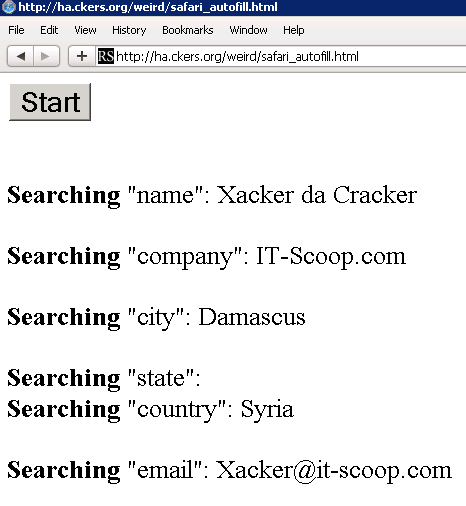 http://ha.ckers.org/weird/safari_autofill.html
File Edit View History Bookmarks Window Help
RS http://ha.ckers.org/weird/safari_autofill.html
Start
Searching "name": Xacker da Cracker
Searching "company": IT-Scoop.com
Searching "city": Damascus
Searching "state":
Searching "country": Syria
Searching "email": Xacker@it-scoop.com